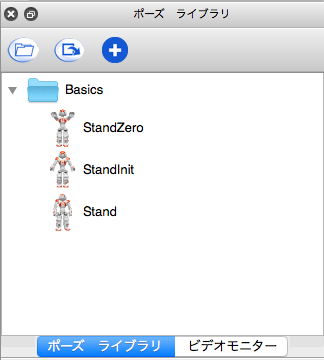 ポーズ　ライブラリ
Basics
StandZero
StandInit
Stand
ポーズ　ライブラリ
ビデオモニター